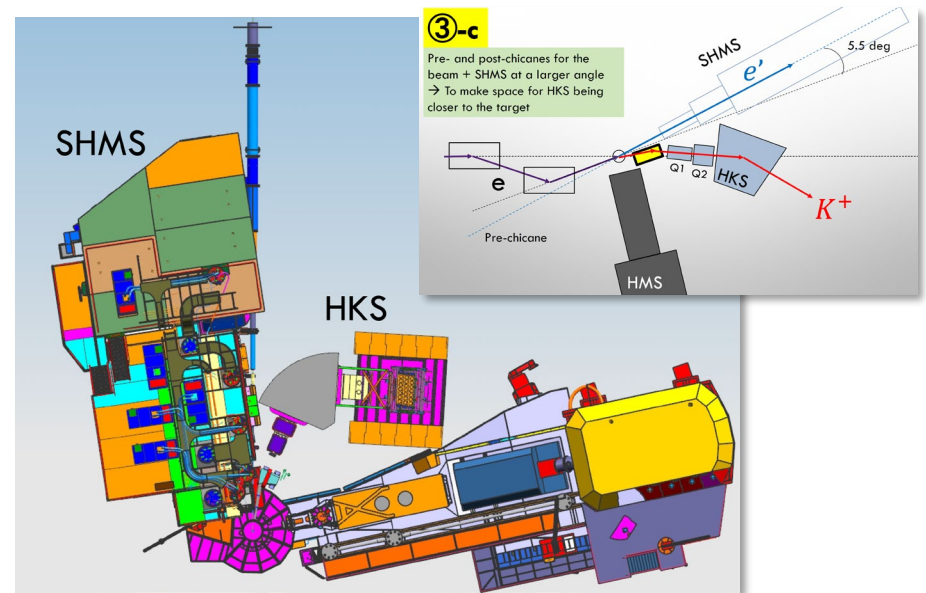 SHMS
HKS
③-c
Pre- and post-chicanes for the
beam + SHMS at a larger angle
→ To make space for HKS being
closer to the target
SHMS
e'
5.5 deg
e
Q1 Q2
HKS
K⁺
Pre-chicane
HMS